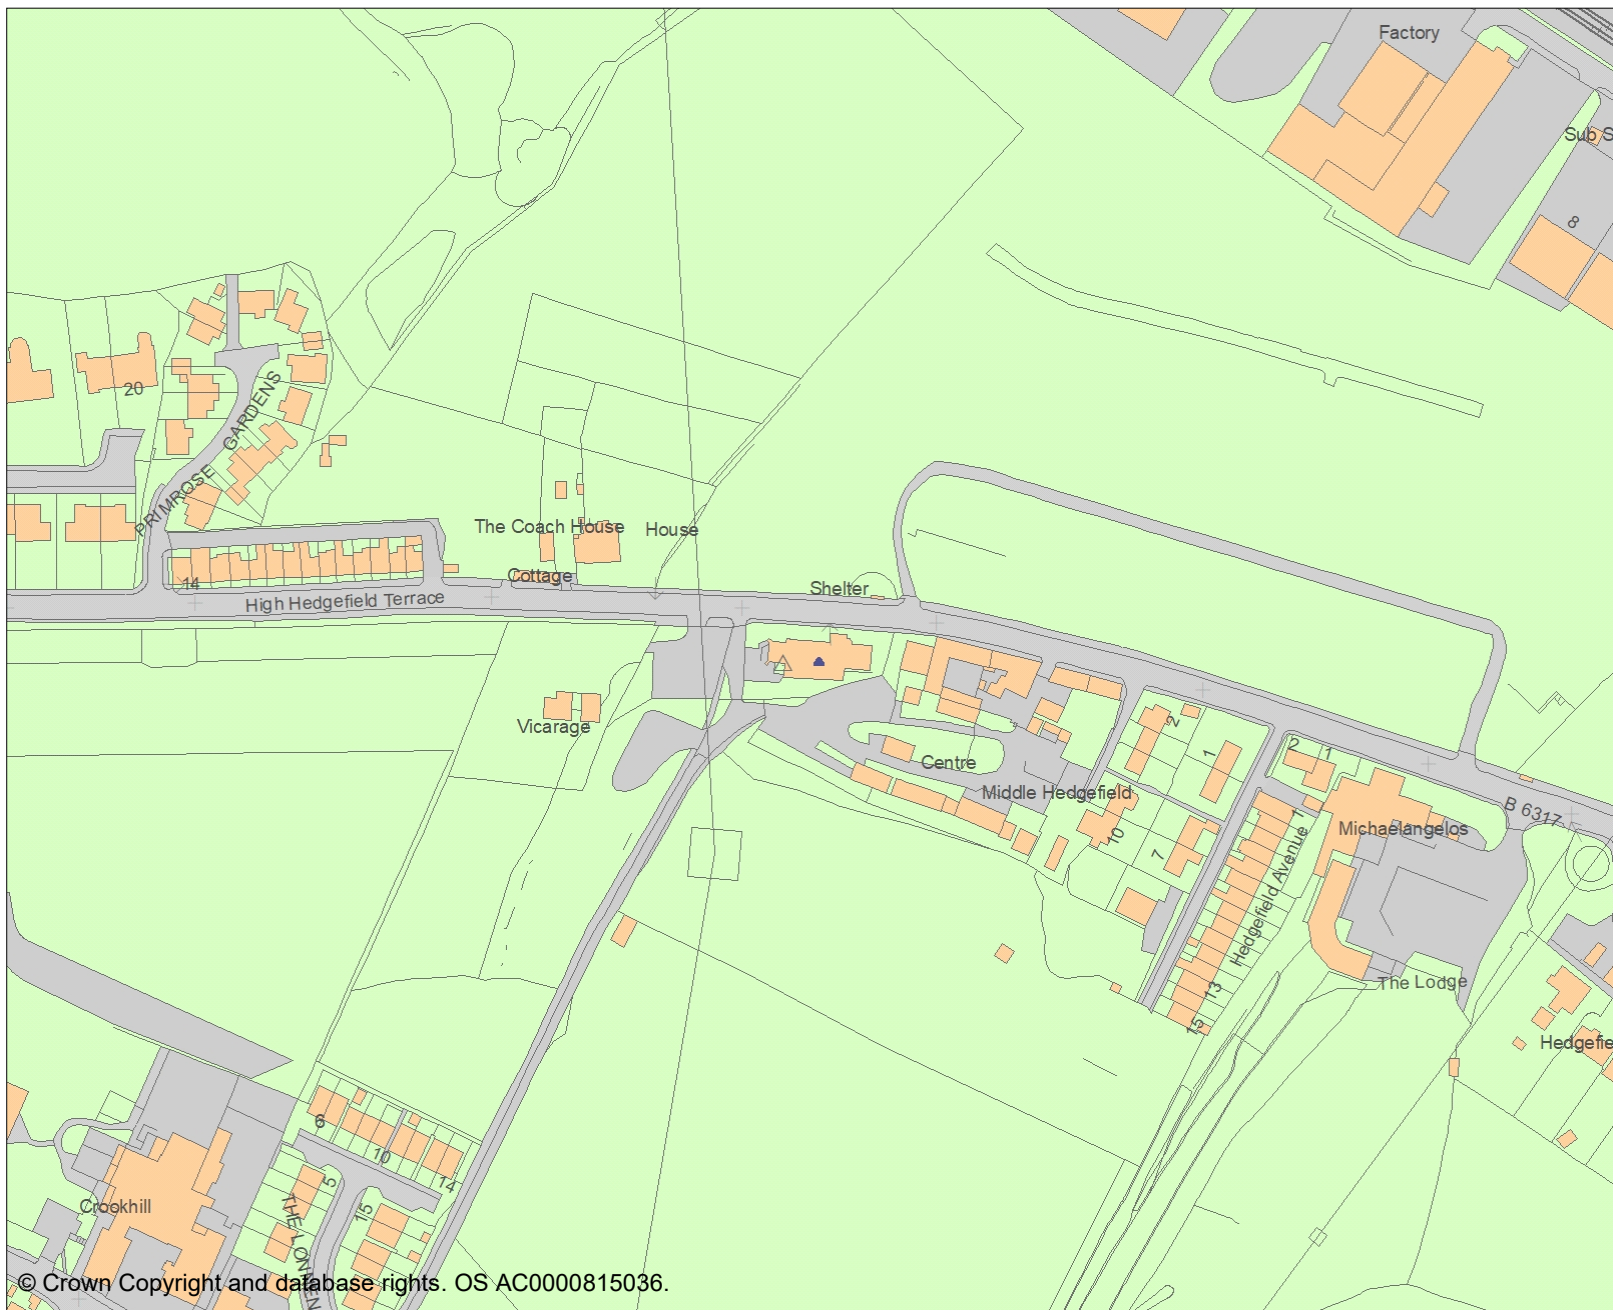 Factory
Sub S
8
20
PRIMROSE GARDENS
The Coach House
House
Cottage
14
High Hedgefield Terrace
Shelter
Vicarage
Centre
Middle Hedgefield
2
1
2
1
10
7
1
Hedgefield Avenue
13
15
B 6317
Michaelangelos
The Lodge
Hedgefie
6
10
14
5
15
THE LONNEN
Crookhill
© Crown Copyright and database rights. OS AC0000815036.